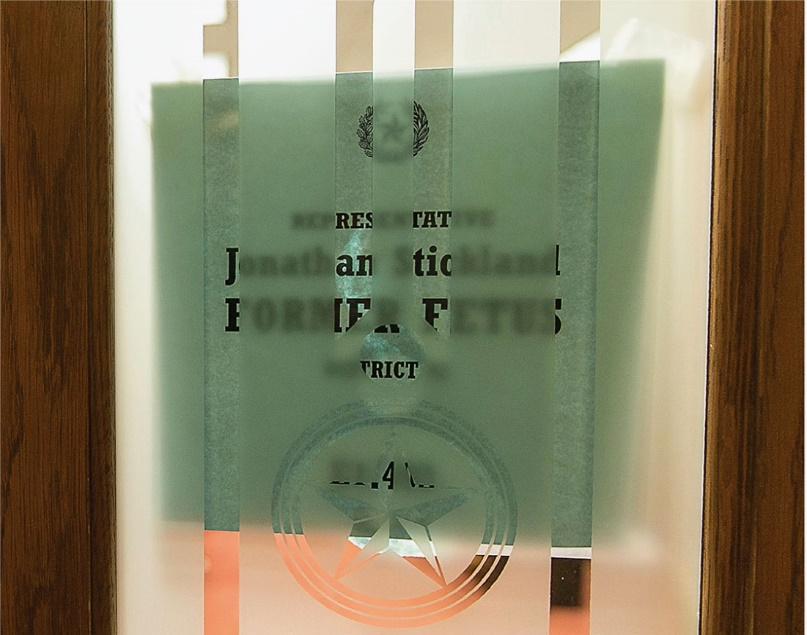 REPRESENTATIVE
Jonathan Stickland
FORMER FETUS
DISTRICT